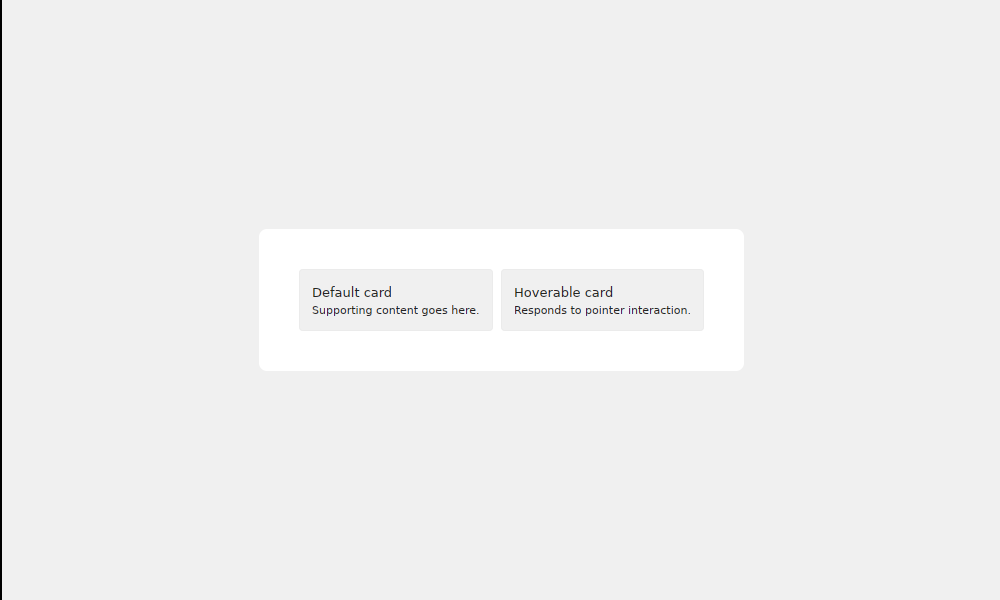 Default card
Supporting content goes here.
Hoverable card
Responds to pointer interaction.